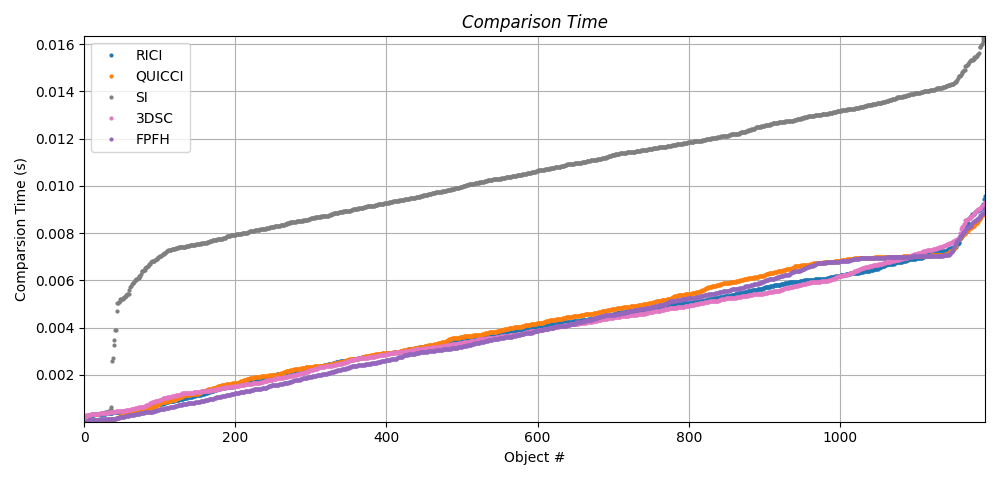 Comparison Time
RICI
QUICCI
SI
3DSC
FPFH
Comparsion Time (s)
0.016
0.014
0.012
0.010
0.008
0.006
0.004
0.002
0
200
400
600
800
1000
Object #